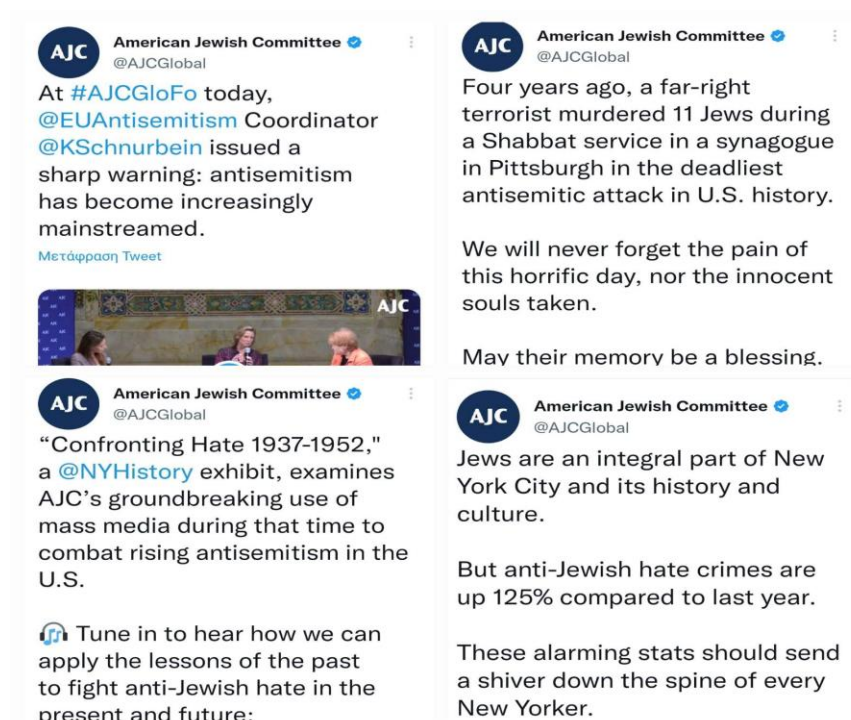 AJC
American Jewish Committee
@AJCGlobal
At #AJCGloFo today,
@EUAntisemitism Coordinator
@KSchnurbein issued a
sharp warning: antisemitism
has become increasingly
mainstreamed.
Μετάφραση Tweet
AJC
AJC
American Jewish Committee
@AJCGlobal
Four years ago, a far-right
terrorist murdered 11 Jews during
a Shabbat service in a synagogue
in Pittsburgh in the deadliest
antisemitic attack in U.S. history.
We will never forget the pain of
this horrific day, nor the innocent
souls taken.
May their memory be a blessing.
AJC
American Jewish Committee
@AJCGlobal
“Confronting Hate 1937-1952,"
a @NYHistory exhibit, examines
AJC’s groundbreaking use of
mass media during that time to
combat rising antisemitism in the
U.S.
Tune in to hear how we can
apply the lessons of the past
to fight anti-Jewish hate in the
present and future:
AJC
American Jewish Committee
@AJCGlobal
Jews are an integral part of New
York City and its history and
culture.
But anti-Jewish hate crimes are
up 125% compared to last year.
These alarming stats should send
a shiver down the spine of every
New Yorker.